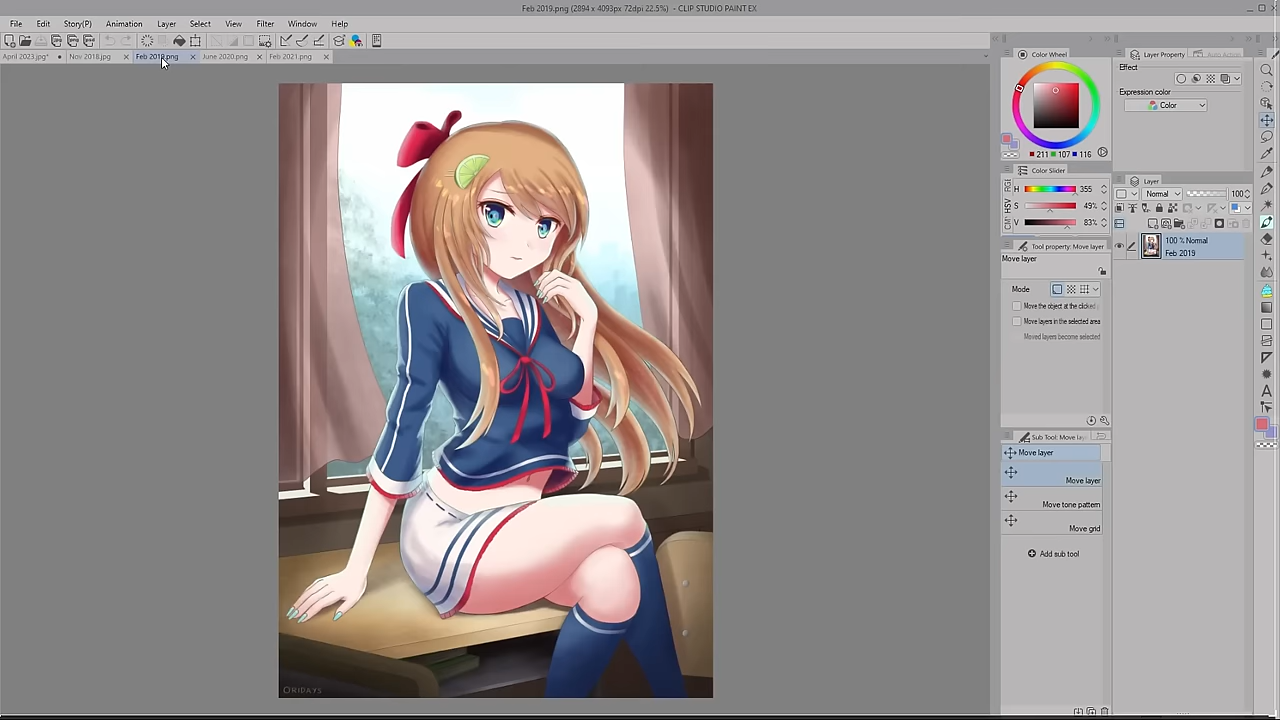 Feb 2019.png (2894 x 4093px 72dpi 22.5%) - CLIP STUDIO PAINT EX
File Edit Story(P) Animation Layer Select View Filter Window Help
April 2023.jpg* Nov 2018.jpg Feb 2019.png June 2020.png Feb 2021.png
Color Wheel
211 107 116
Color Slider
H 355
S 49%
V 83%
Tool property: Move layer
Move layer
Mode
Move the object at the clicked
Move layers in the selected area
Moved layers become selected
Sub Tool: Move lay
Move layer
Move layer
Move tone pattern
Move grid
Add sub tool
Layer Property Auto Action
Effect
Expression color
Color
Layer
Normal 100
100 % Normal
Feb 2019
ORIDAYS